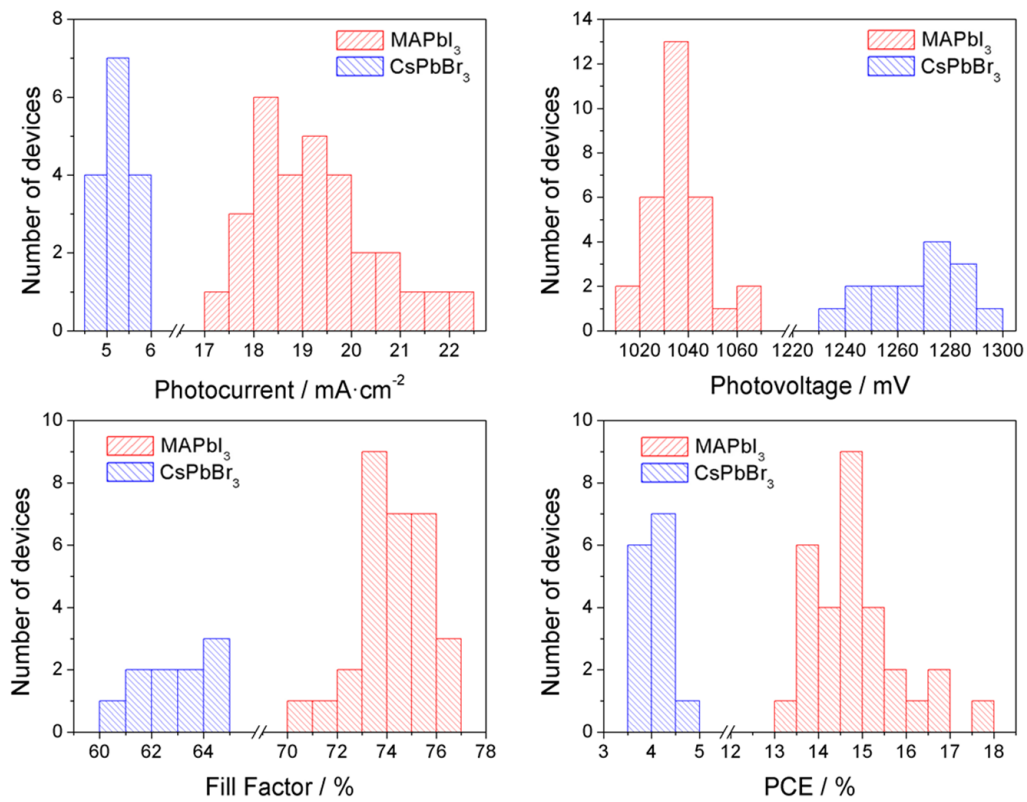 8
6
4
2
0
Number of devices
MAPbI3
CsPbBr3
5 6 17 18 19 20 21 22
Photocurrent / mA·cm-2
14
12
10
8
6
4
2
0
Number of devices
MAPbI3
CsPbBr3
1020 1040 1060 1220 1240 1260 1280 1300
Photovoltage / mV
10
8
6
4
2
0
Number of devices
MAPbI3
CsPbBr3
60 62 64 70 72 74 76 78
Fill Factor / %
10
8
6
4
2
0
Number of devices
MAPbI3
CsPbBr3
3 4 5 12 13 14 15 16 17 18
PCE / %